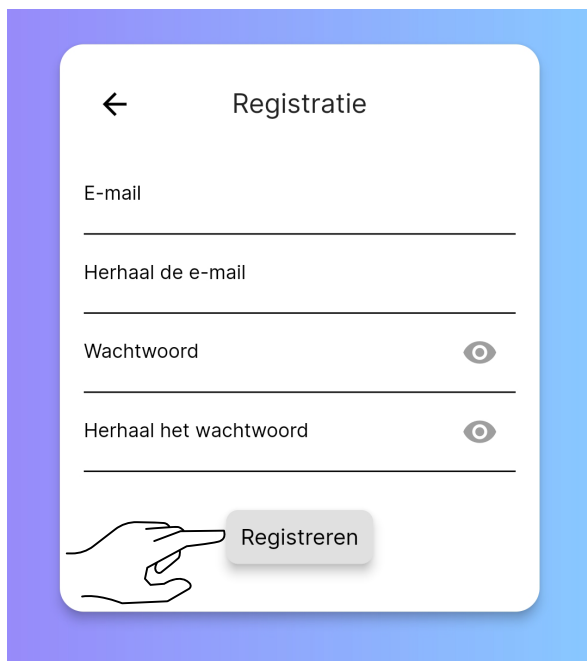 Registratie
E-mail
Herhaal de e-mail
Wachtwoord
Herhaal het wachtwoord
Registreren